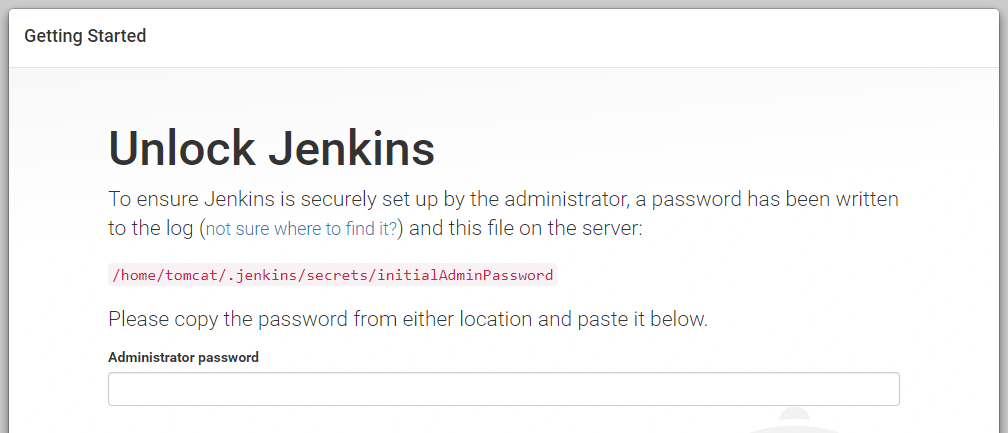 Getting Started
Unlock Jenkins
To ensure Jenkins is securely set up by the administrator, a password has been written
to the log (not sure where to find it?) and this file on the server:
/home/tomcat/.jenkins/secrets/initialAdminPassword
Please copy the password from either location and paste it below.
Administrator password